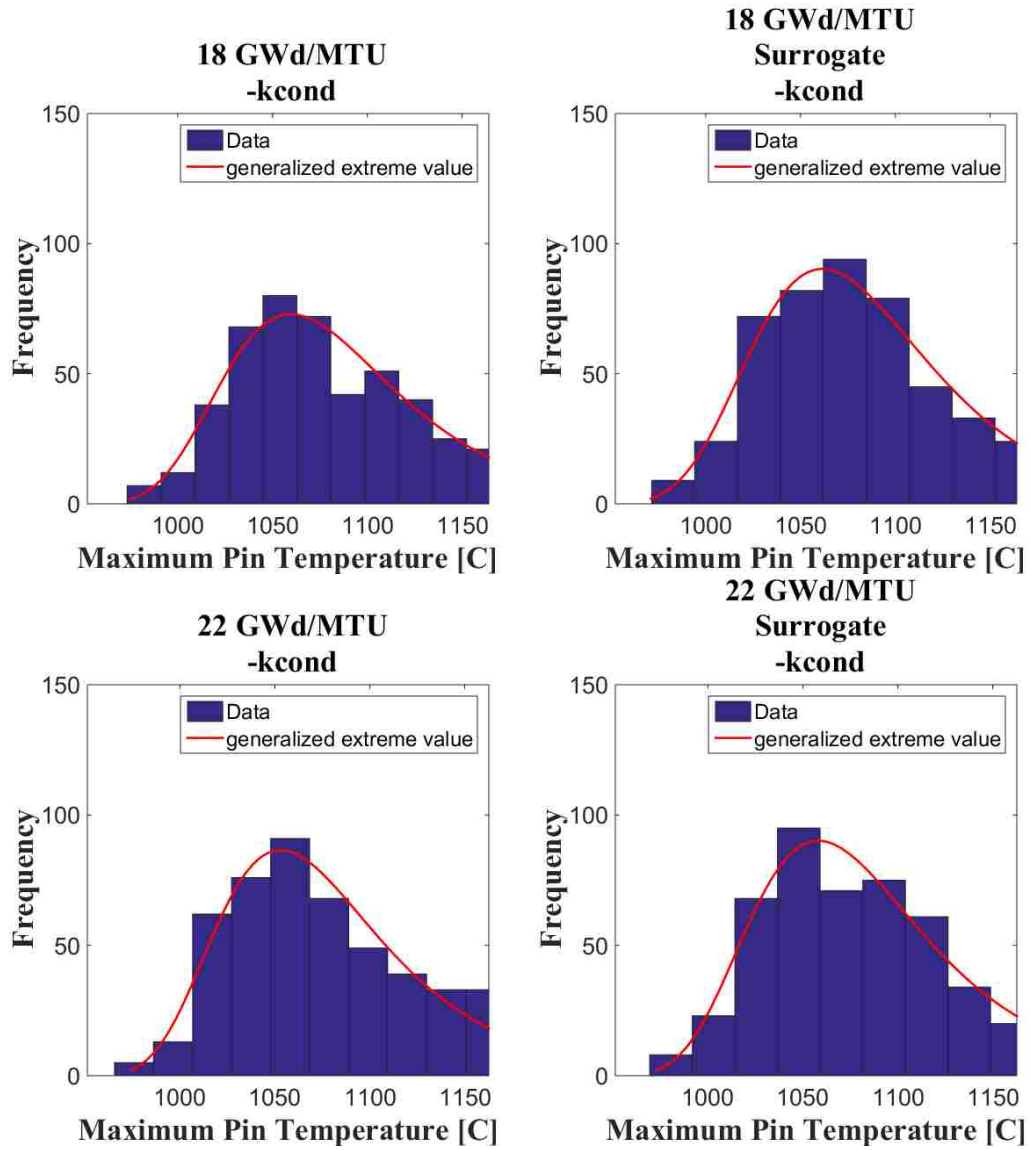 18 GWd/MTU
-kcond
150
100
50
0
Frequency
Data
generalized extreme value
1000 1050 1100 1150
Maximum Pin Temperature [C]
18 GWd/MTU
Surrogate
-kcond
150
100
50
0
Frequency
Data
generalized extreme value
1000 1050 1100 1150
Maximum Pin Temperature [C]
22 GWd/MTU
-kcond
150
100
50
0
Frequency
Data
generalized extreme value
1000 1050 1100 1150
Maximum Pin Temperature [C]
22 GWd/MTU
Surrogate
-kcond
150
100
50
0
Frequency
Data
generalized extreme value
1000 1050 1100 1150
Maximum Pin Temperature [C]